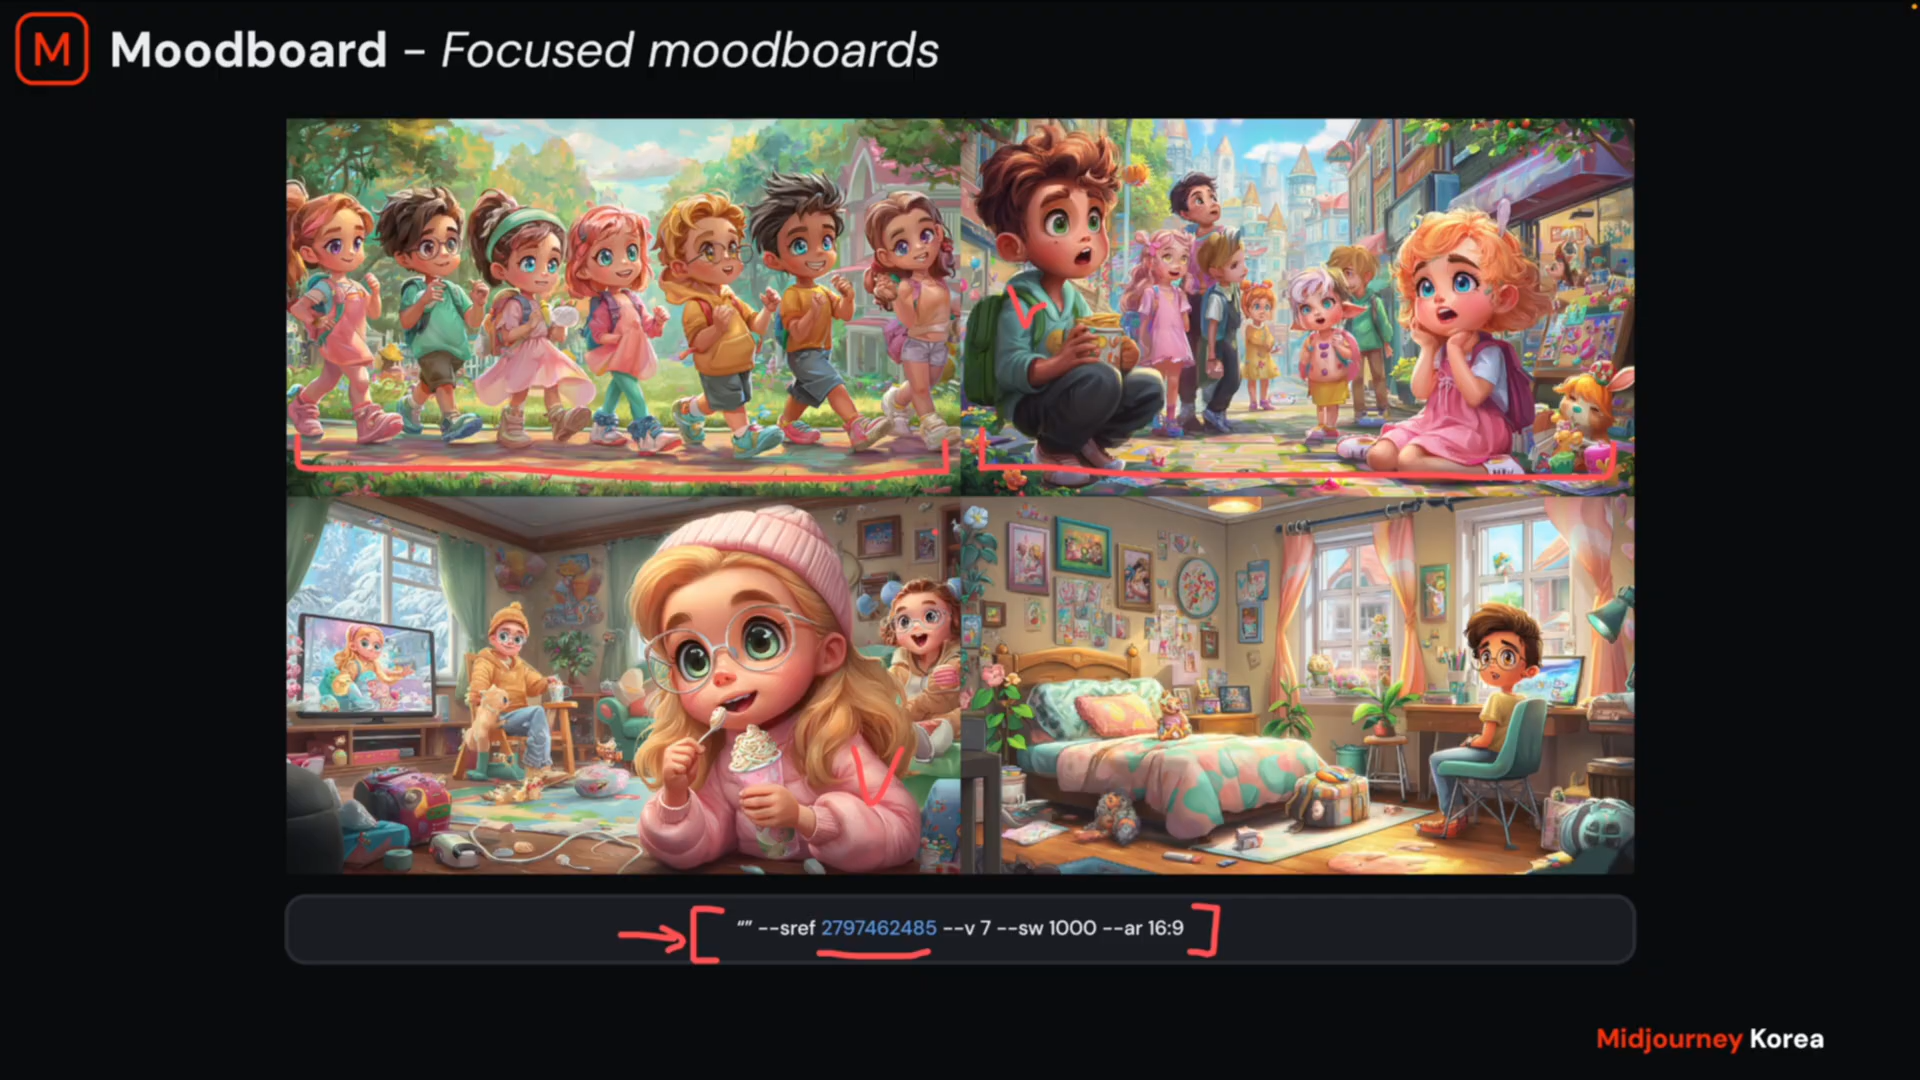 M Moodboard – Focused moodboards
“” --sref 2797462485 --v 7 --sw 1000 --ar 16:9
Midjourney Korea